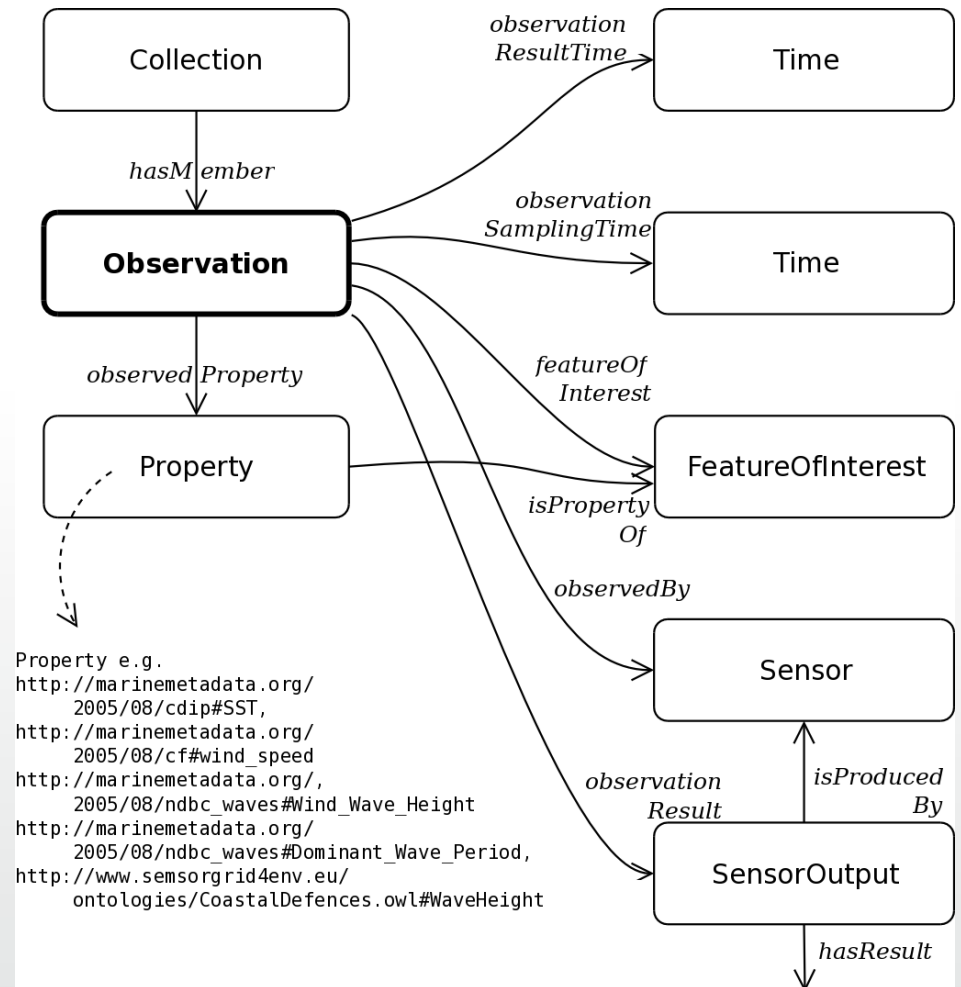 Collection
observation
ResultTime
Time
hasM ember
Observation
observation
SamplingTime
Time
observed Property
featureOf
Interest
Property
FeatureOfInterest
isProperty
Of
observedBy
Sensor
Property e.g.
http://marinemetadata.org/
2005/08/cdip#SST,
http://marinemetadata.org/
2005/08/cf#wind_speed
http://marinemetadata.org/,
2005/08/ndbc_waves#Wind_Wave_Height
http://marinemetadata.org/
2005/08/ndbc_waves#Dominant_Wave_Period,
http://www.semsorgrid4env.eu/
ontologies/CoastalDefences.owl#WaveHeight
observation
Result
isProduced
By
SensorOutput
hasResult